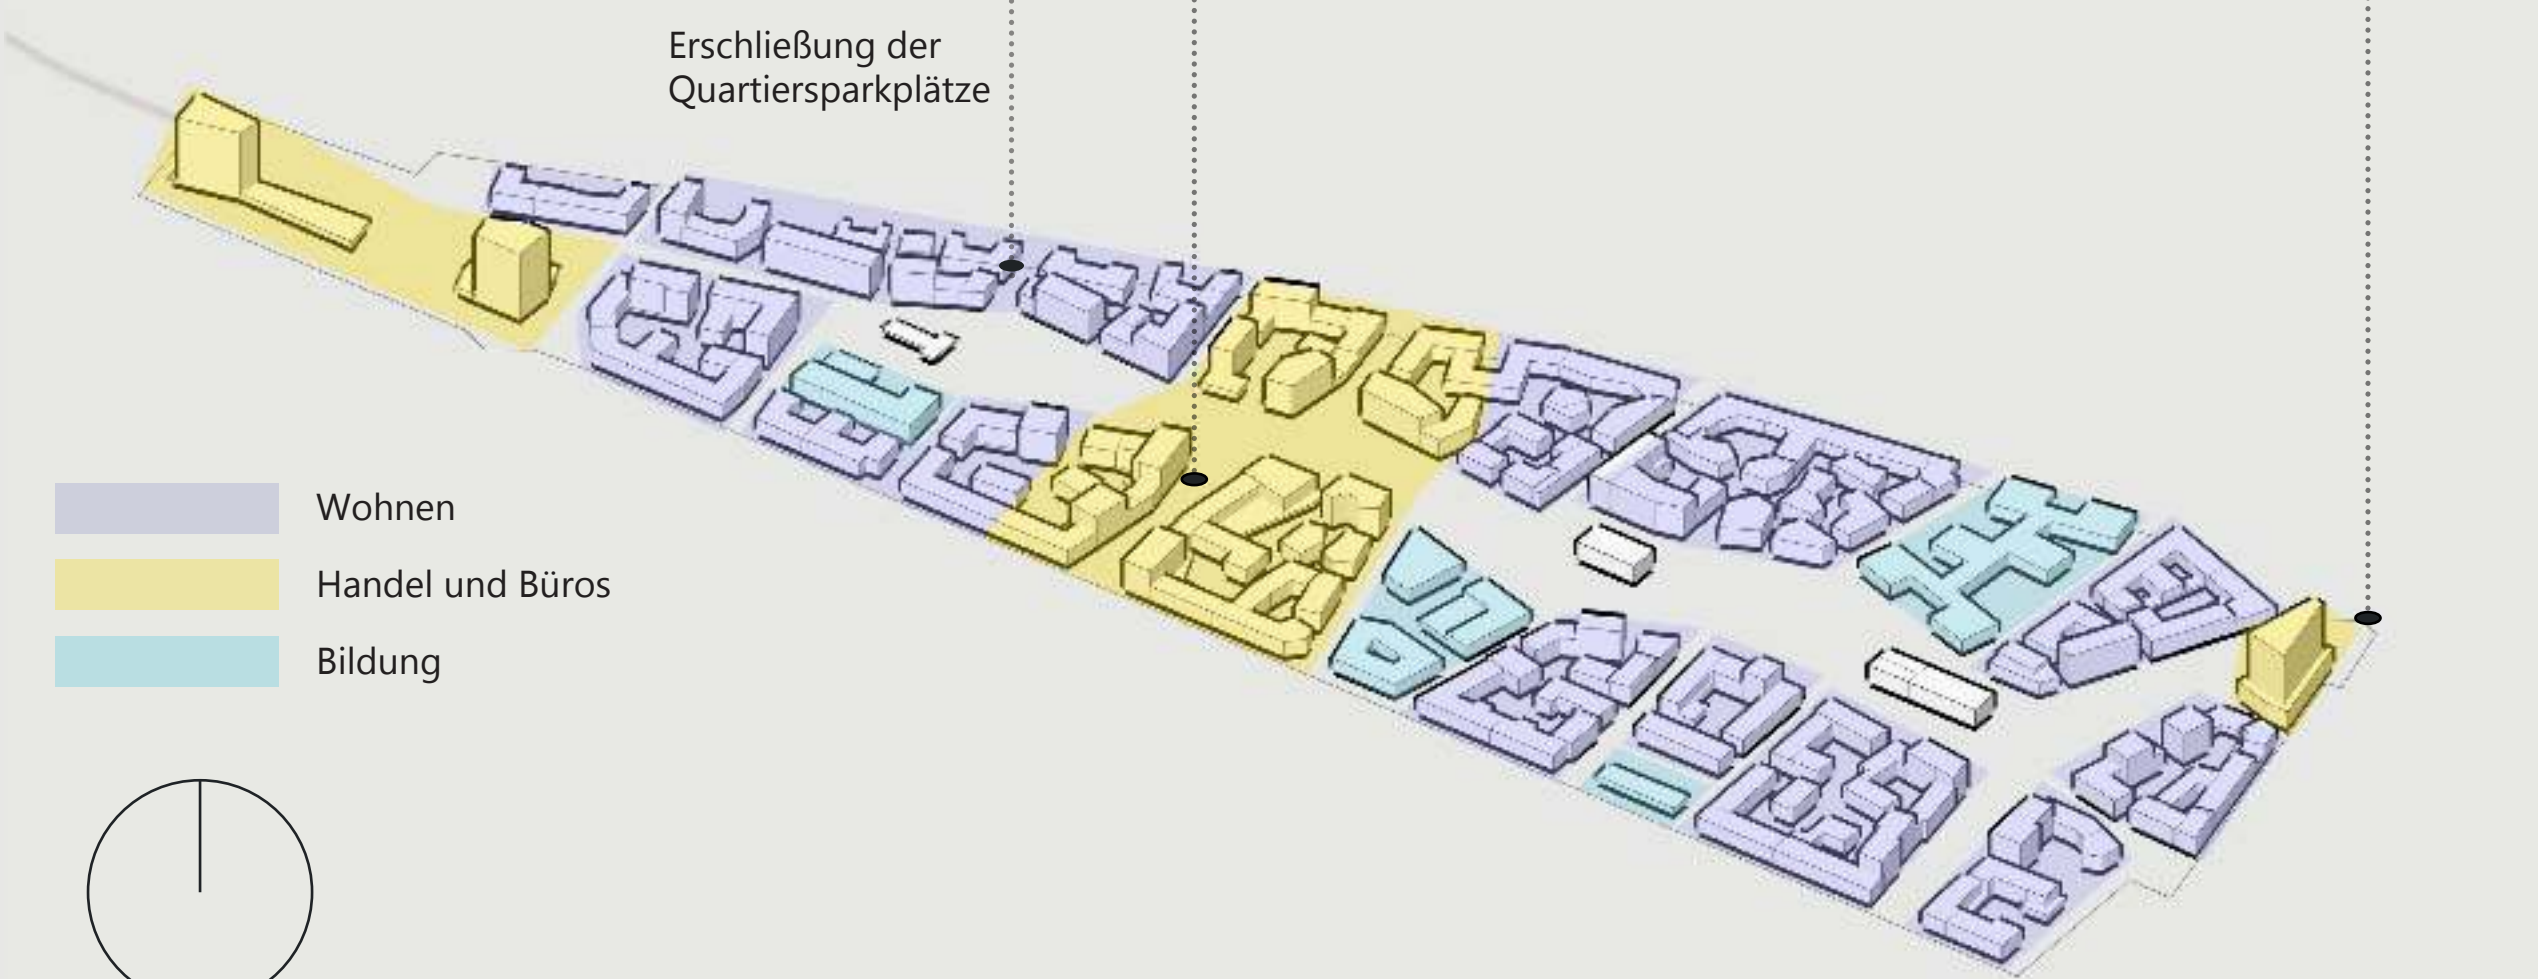 Erschließung der
Quartiersparkplätze
Wohnen
Handel und Büros
Bildung